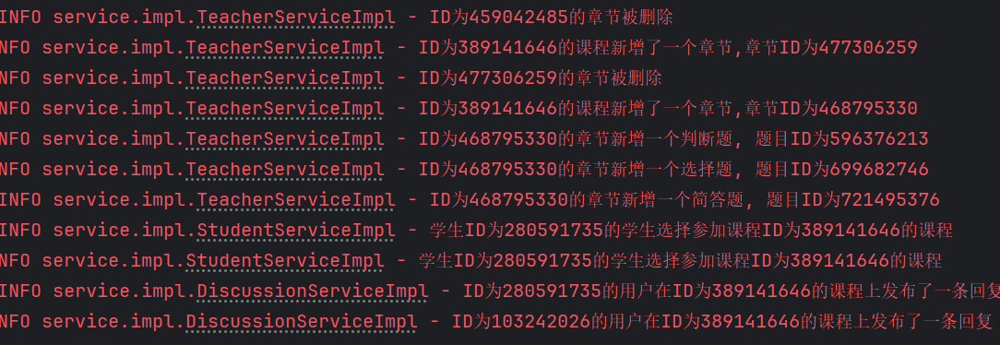 INFO service.impl.TeacherServiceImpl - ID为459042485的章节被删除
NFO service.impl.TeacherServiceImpl - ID为389141646的课程新增了一个章节,章节ID为477306259
NFO service.impl.TeacherServiceImpl - ID为477306259的章节被删除
NFO service.impl.TeacherServiceImpl - ID为389141646的课程新增了一个章节,章节ID为468795330
NFO service.impl.TeacherServiceImpl - ID为468795330的章节新增一个判断题, 题目ID为596376213
NFO service.impl.TeacherServiceImpl - ID为468795330的章节新增一个选择题, 题目ID为699682746
INFO service.impl.TeacherServiceImpl - ID为468795330的章节新增一个简答题, 题目ID为721495376
INFO service.impl.StudentServiceImpl - 学生ID为280591735的学生选择参加课程ID为389141646的课程
NFO service.impl.StudentServiceImpl - 学生ID为280591735的学生选择参加课程ID为389141646的课程
INFO service.impl.DiscussionServiceImpl - ID为280591735的用户在ID为389141646的课程上发布了一条回复
NFO service.impl.DiscussionServiceImpl - ID为103242026的用户在ID为389141646的课程上发布了一条回复